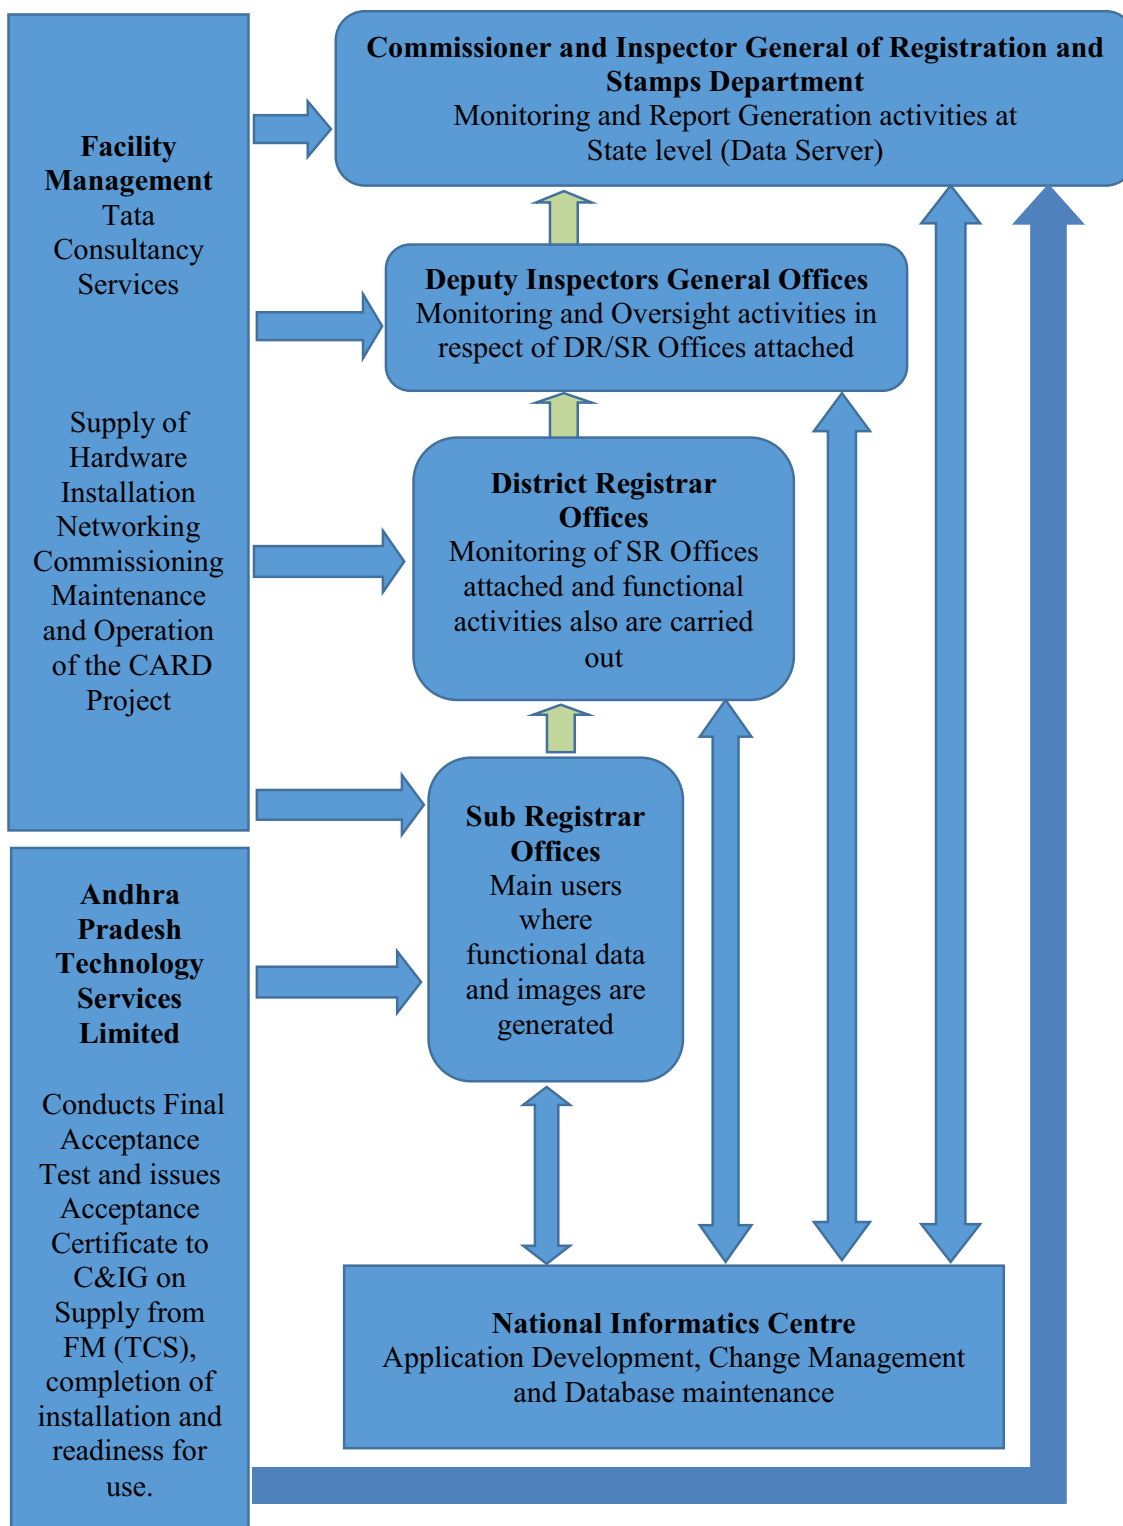 Facility
Management
Tata
Consultancy
Services
Supply of
Hardware
Installation
Networking
Commissioning
Maintenance
and Operation
of the CARD
Project
Andhra
Pradesh
Technology
Services
Limited
Conducts Final
Acceptance
Test and issues
Acceptance
Certificate to
C&IG on
Supply from
FM (TCS),
completion of
installation and
readiness for
use.
Commissioner and Inspector General of Registration and
Stamps Department
Monitoring and Report Generation activities at
State level (Data Server)
Deputy Inspectors General Offices
Monitoring and Oversight activities in
respect of DR/SR Offices attached
District Registrar
Offices
Monitoring of SR Offices
attached and functional
activities also are carried
out
Sub Registrar
Offices
Main users
where
functional data
and images are
generated
National Informatics Centre
Application Development, Change Management
and Database maintenance